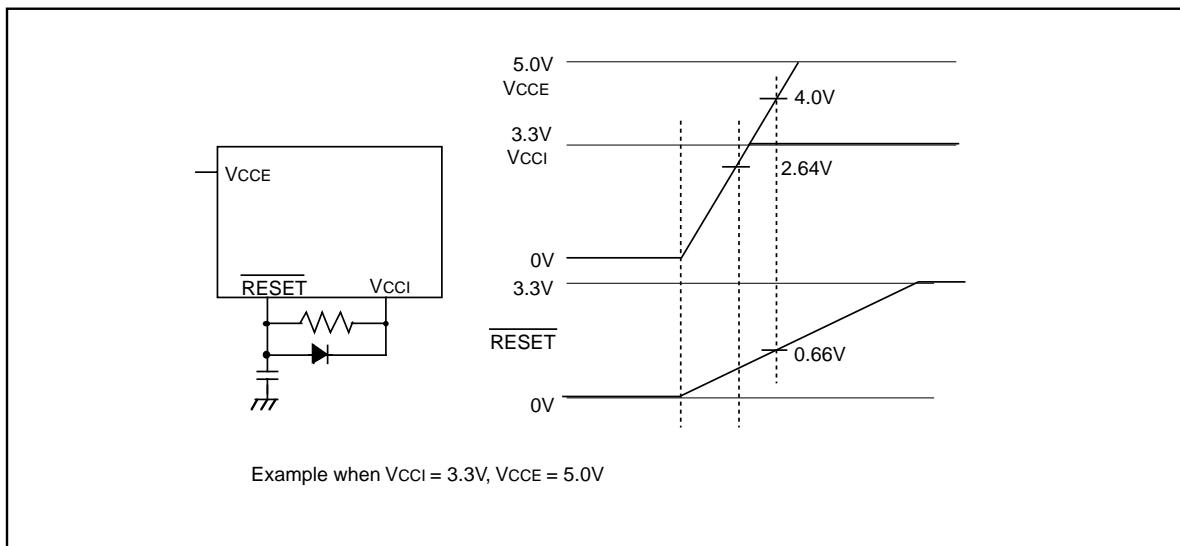 VCCE
RESET
VCCI
5.0V
VCCE
4.0V
3.3V
VCCI
2.64V
0V
3.3V
RESET
0.66V
0V
Example when VCCI = 3.3V, VCCE = 5.0V